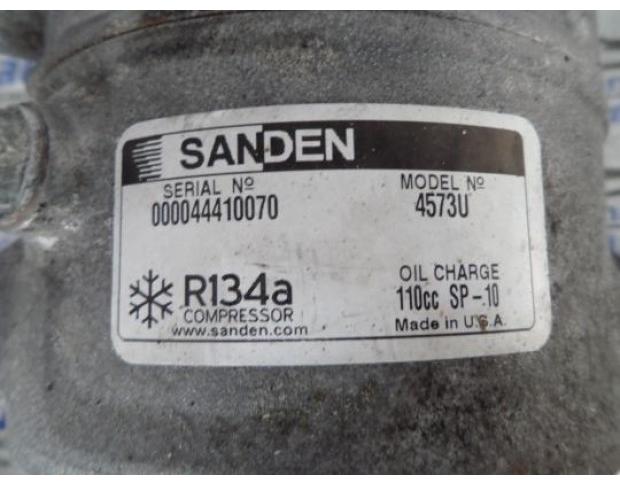 SANDEN
SERIAL Nº MODEL Nº
000044410070 4573U
R134a OIL CHARGE
COMPRESSOR 110cc SP-10
www.sanden.com Made in U.S.A.